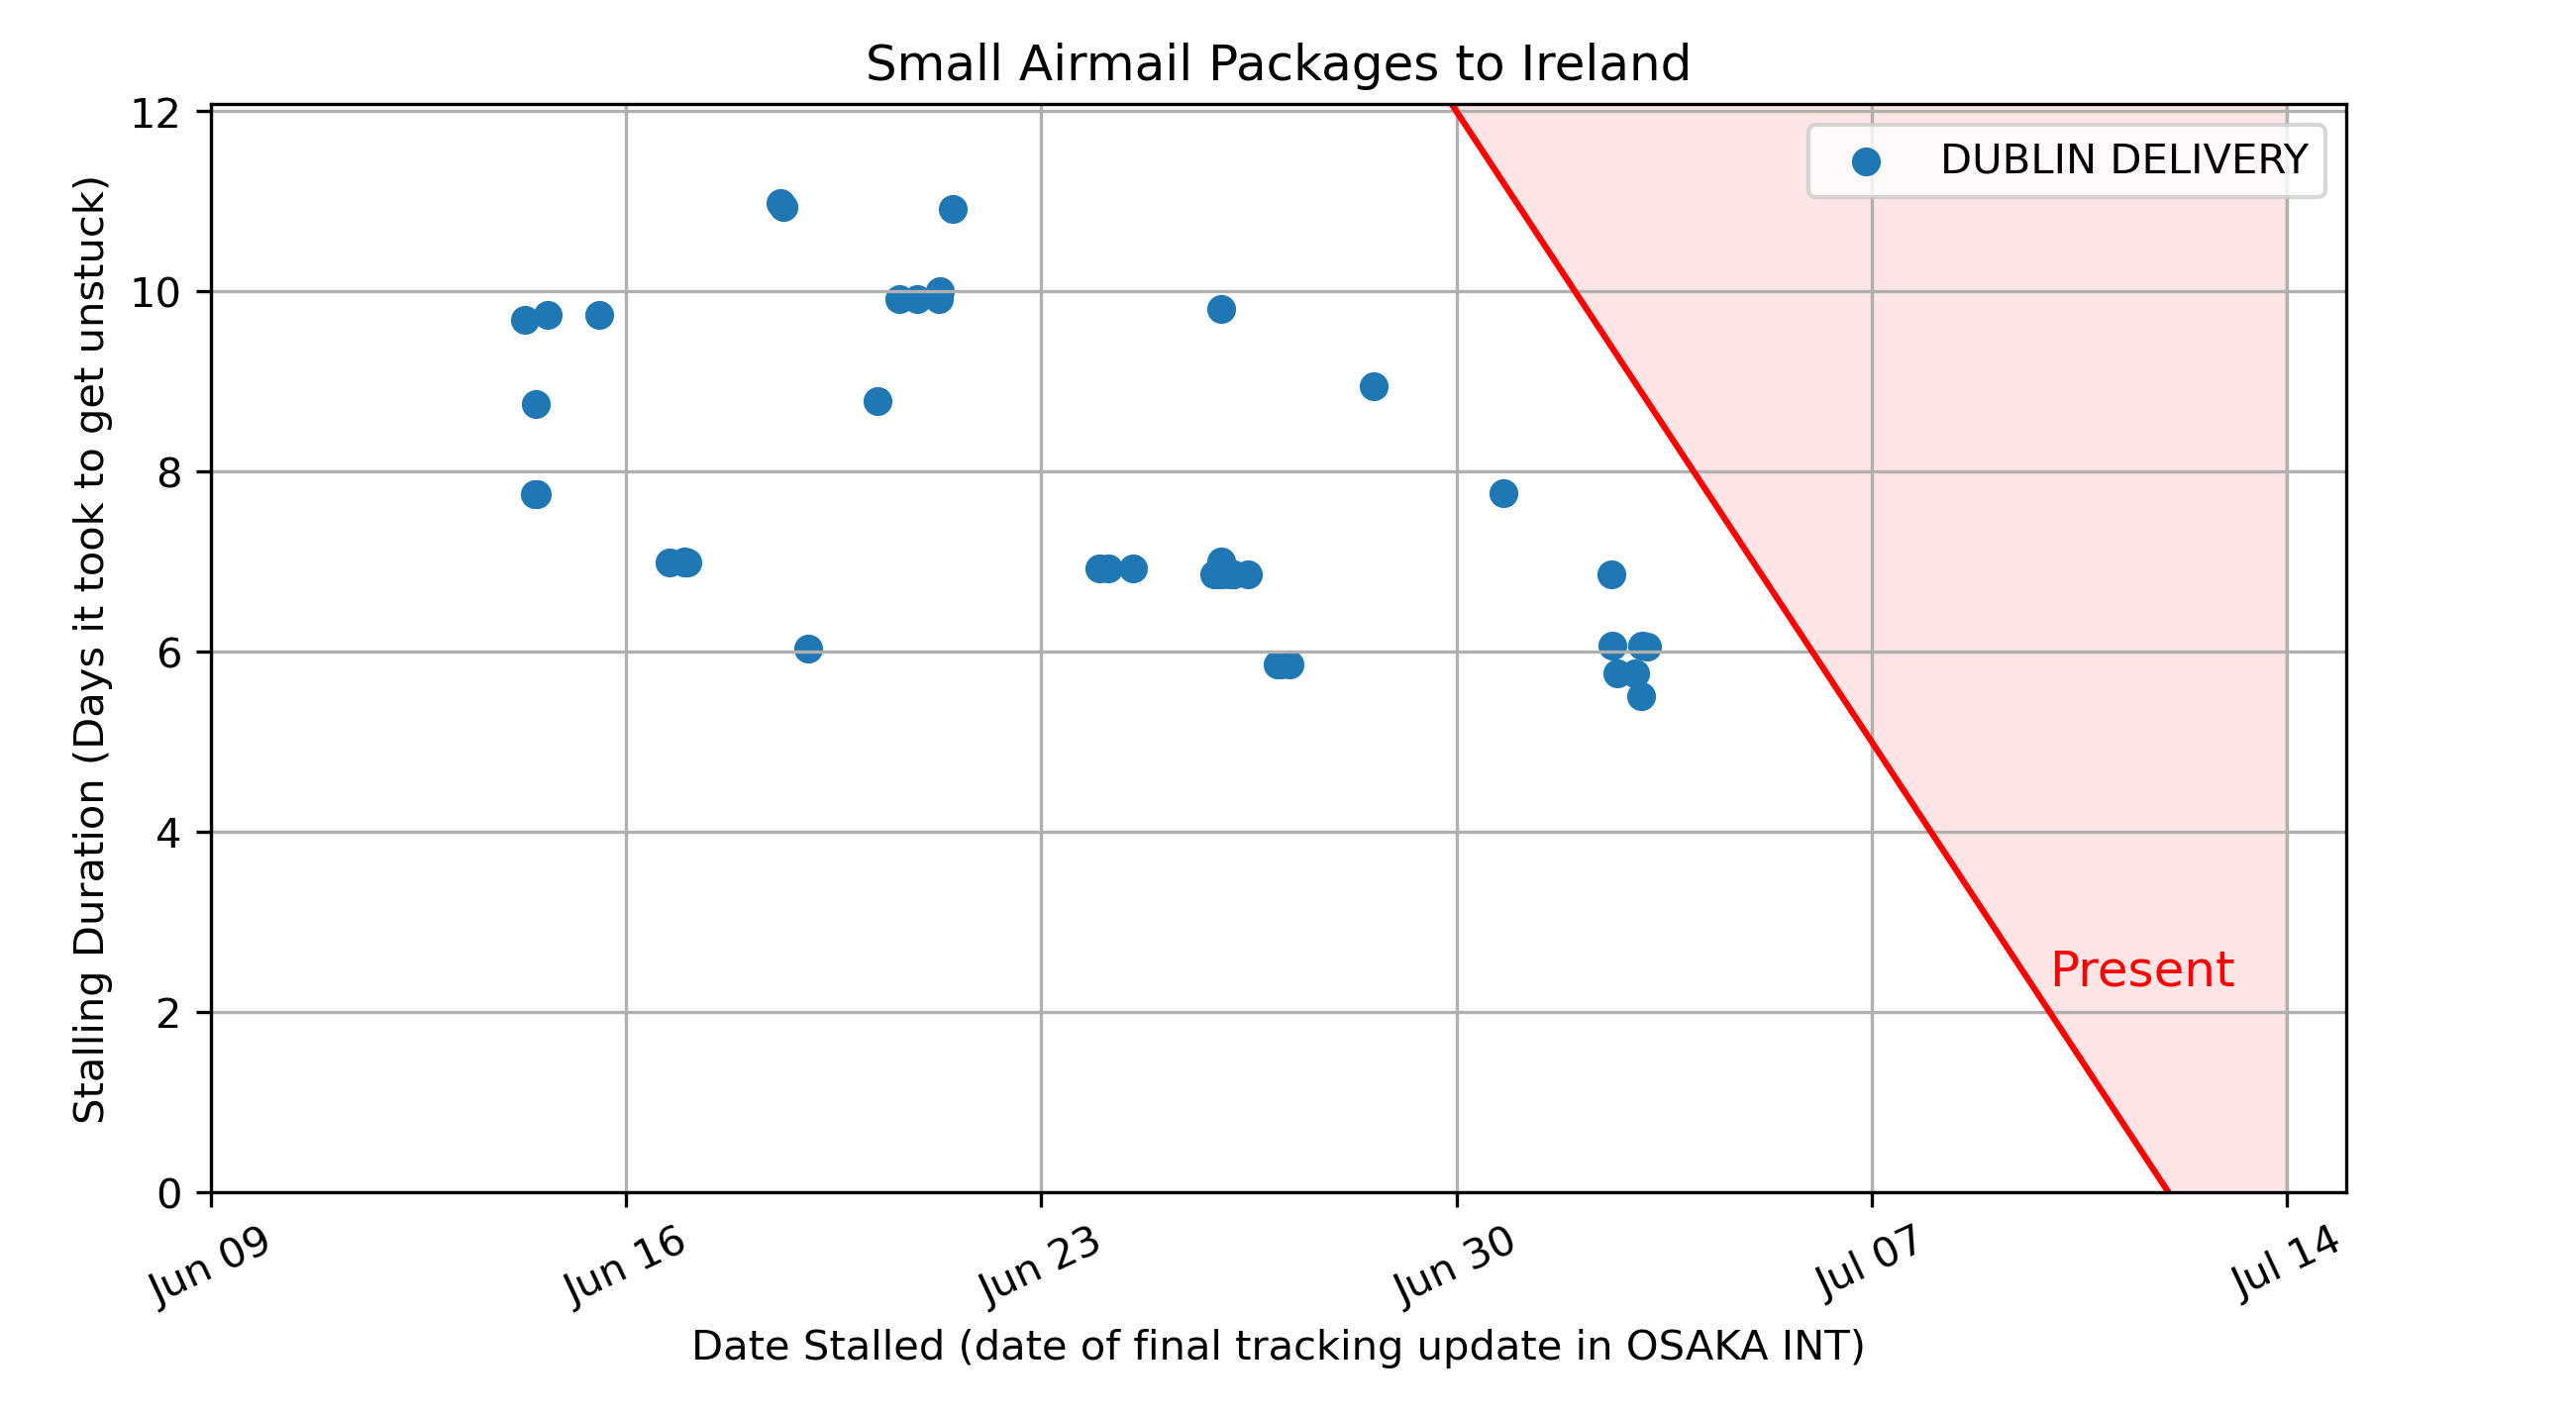 Small Airmail Packages to Ireland
Stalling Duration (Days it took to get unstuck)
12
10
8
6
4
2
0
DUBLIN DELIVERY
Present
Jun 09
Jun 16
Jun 23
Jun 30
Jul 07
Jul 14
Date Stalled (date of final tracking update in OSAKA INT)